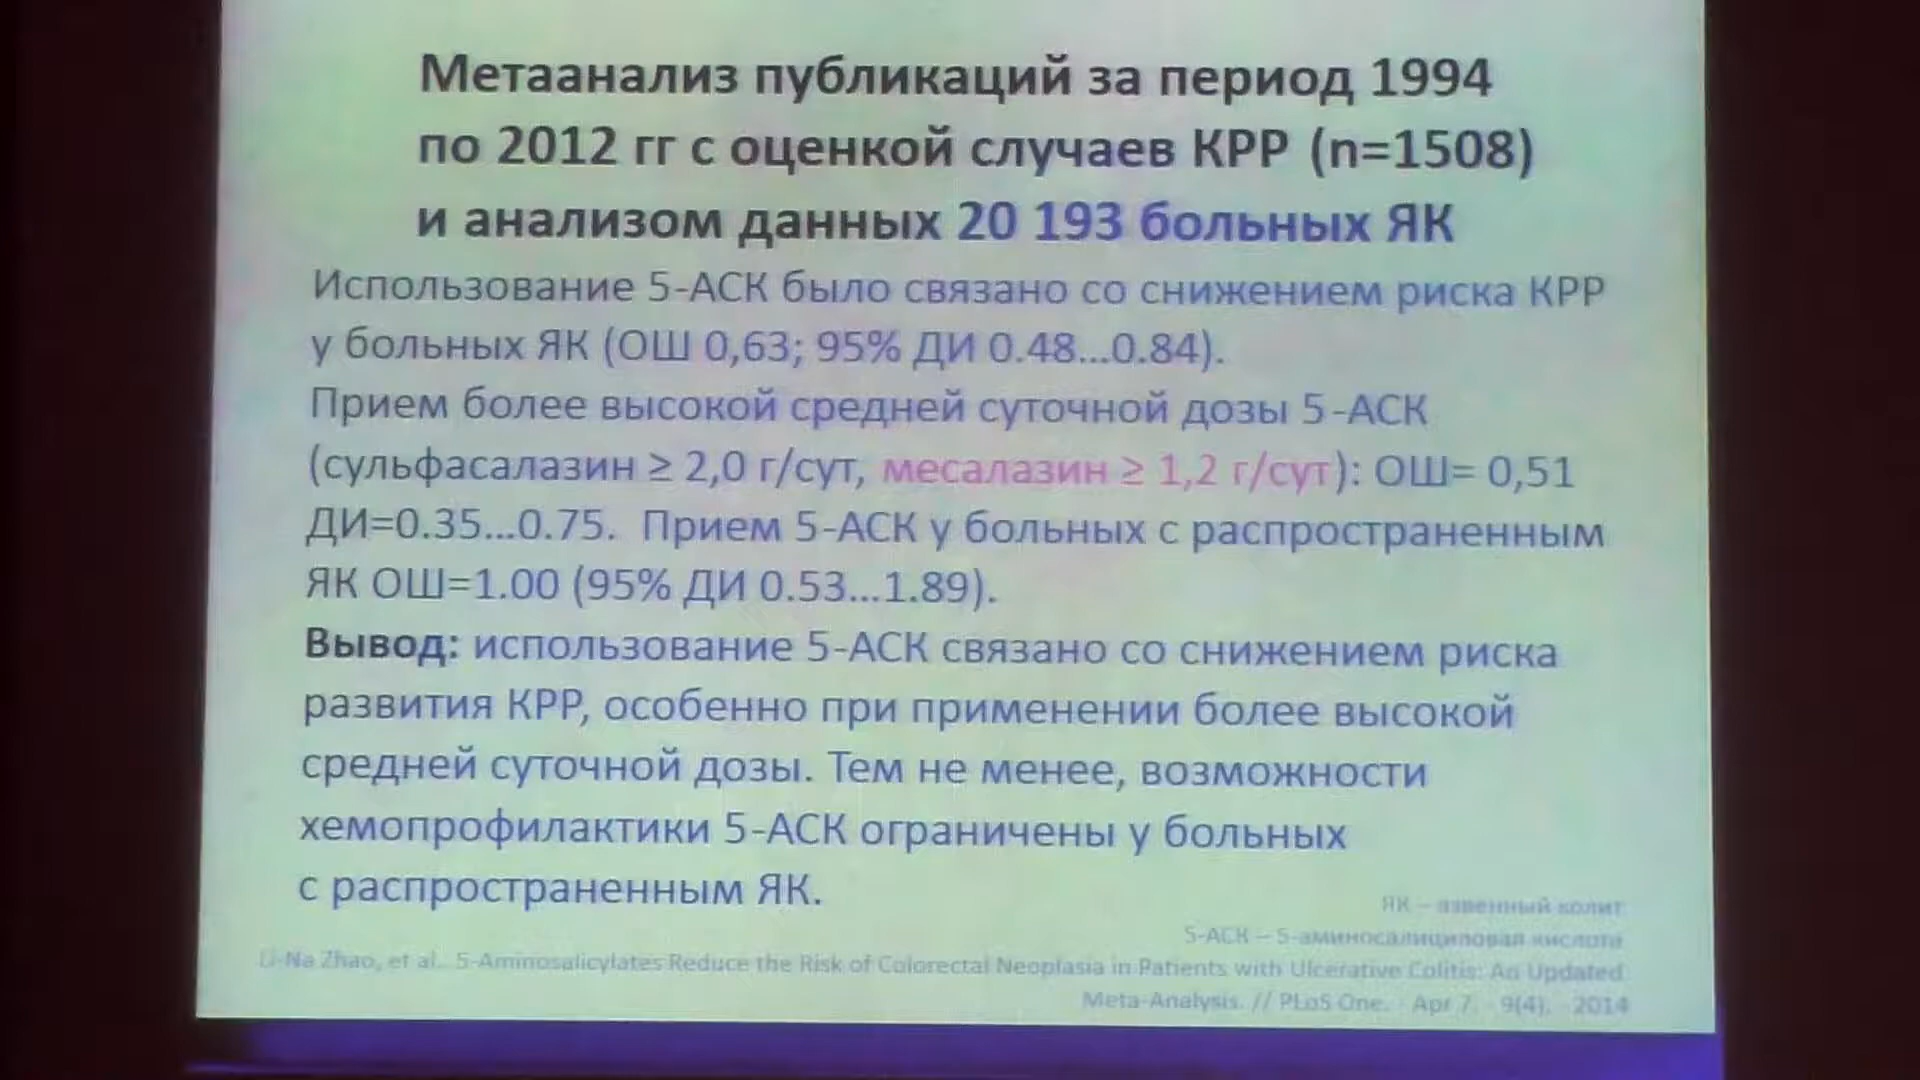 Метаанализ публикаций за период 1994
по 2012 гг с оценкой случаев КРР (n=1508)
и анализом данных 20 193 больных ЯК
Использование 5-АСК было связано со снижением риска КРР
у больных ЯК (ОШ 0,63; 95% ДИ 0.48...0.84).
Прием более высокой средней суточной дозы 5-АСК
(сульфасалазин ≥ 2,0 г/сут, месалазин ≥ 1,2 г/сут): ОШ= 0,51
ДИ=0.35...0.75. Прием 5-АСК у больных с распространенным
ЯК ОШ=1.00 (95% ДИ 0.53...1.89).
Вывод: использование 5-АСК связано со снижением риска
развития КРР, особенно при применении более высокой
средней суточной дозы. Тем не менее, возможности
хемопрофилактики 5-АСК ограничены у больных
с распространенным ЯК.
ЯК – язвенный колит
5-АСК – 5-аминосалициловая кислота
Li-Na Zhao, et al.. 5-Aminosalicylates Reduce the Risk of Colorectal Neoplasia in Patients with Ulcerative Colitis: An Updated
Meta-Analysis. // PLoS One. - Apr 7. - 9(4). - 2014